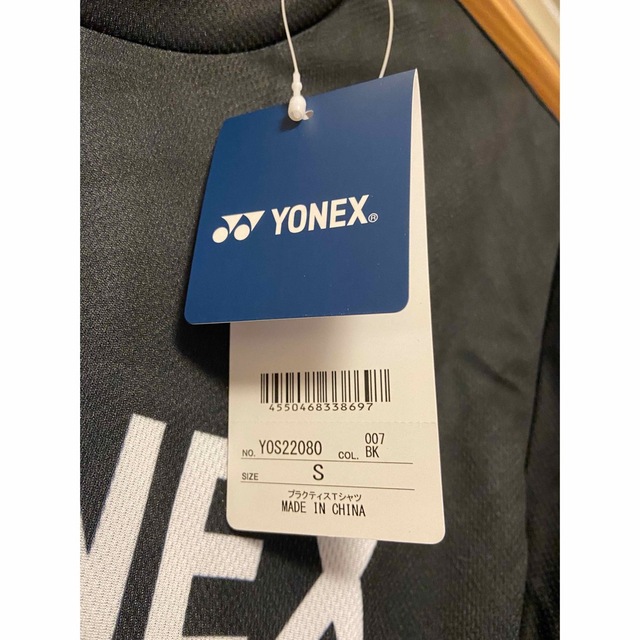 YONEX®
4550468338697
NO. YOS22080 COL. 007 BK
SIZE S
プラクティスTシャツ
MADE IN CHINA
NEX